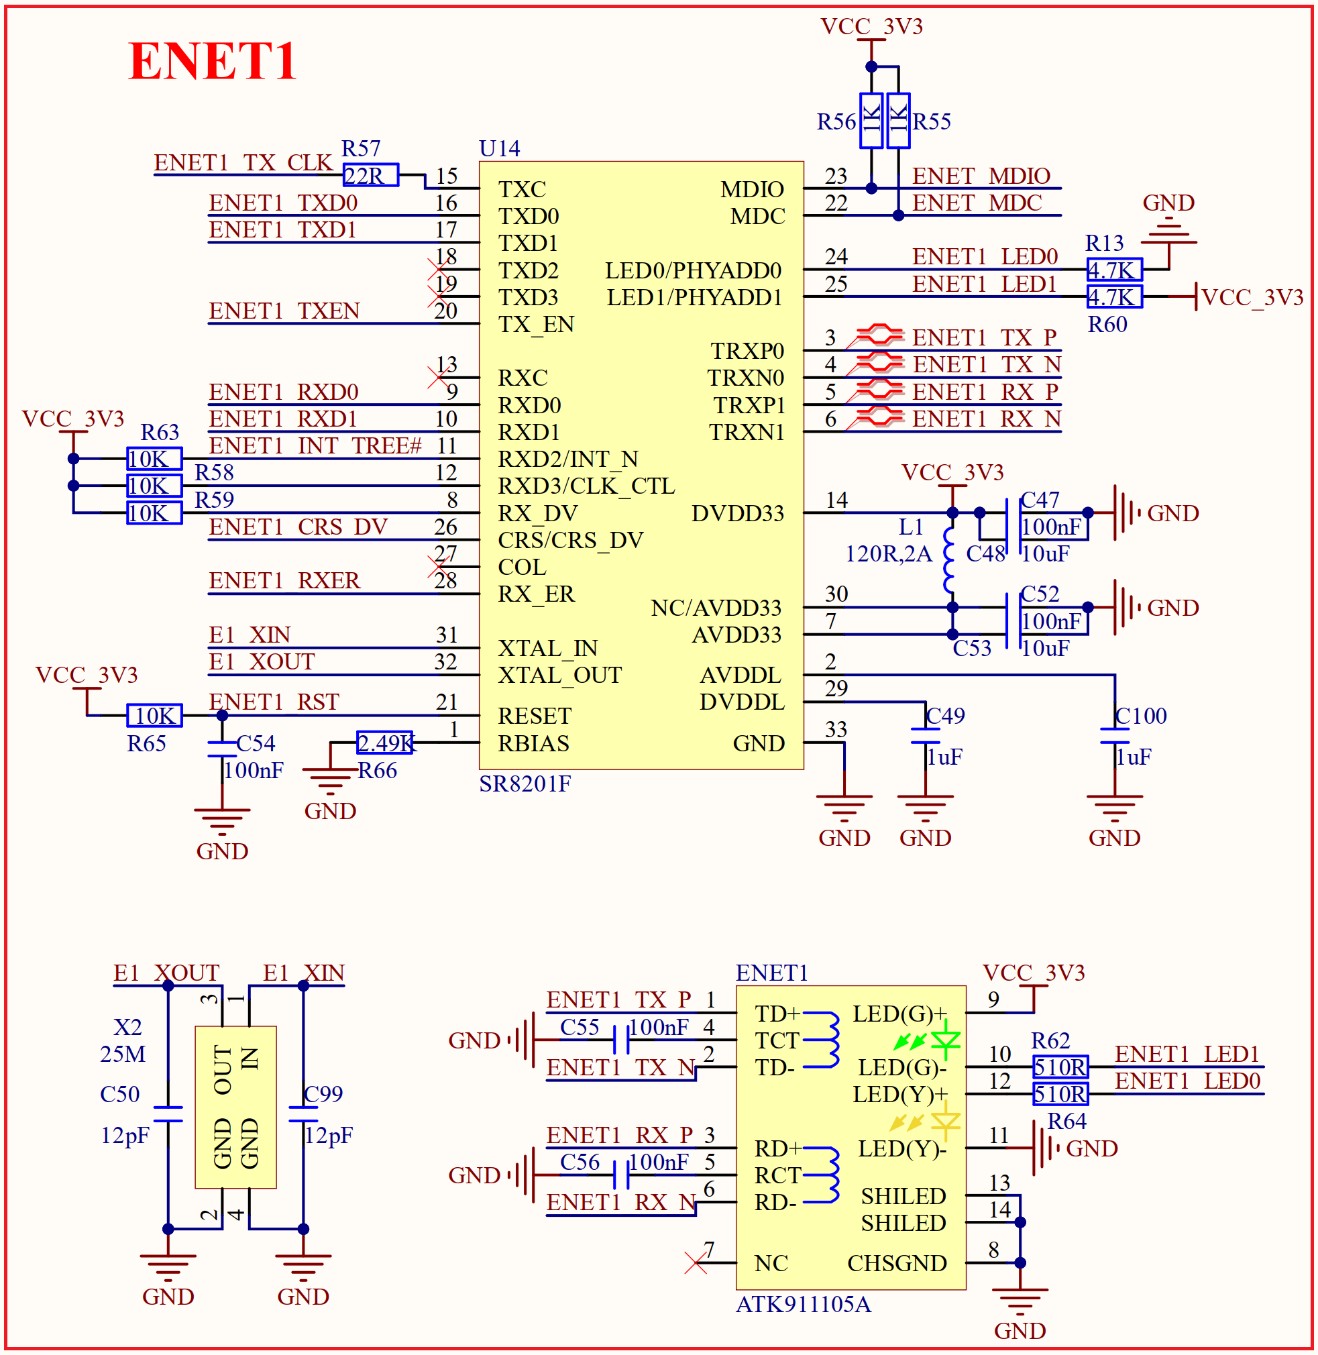 ENET1
VCC_3V3
R56
1K
1K
R55
U14
ENET1_TX_CLK
R57
22R
15
TXC
ENET1_TXD0
16
TXD0
ENET1_TXD1
17
TXD1
18
TXD2
19
TXD3
ENET1_TXEN
20
TX_EN
13
RXC
ENET1_RXD0
9
RXD0
ENET1_RXD1
10
RXD1
VCC_3V3
R63
10K
ENET1_INT_TREE#
11
RXD2/INT_N
10K
R58
12
RXD3/CLK_CTL
10K
R59
8
RX_DV
ENET1_CRS_DV
26
CRS/CRS_DV
27
COL
ENET1_RXER
28
RX_ER
E1_XIN
31
XTAL_IN
E1_XOUT
32
XTAL_OUT
VCC_3V3
10K
R65
ENET1_RST
21
RESET
C54
100nF
GND
1
RBIAS
2.49K
R66
GND
SR8201F
MDIO
23
ENET_MDIO
MDC
22
ENET_MDC
LED0/PHYADD0
24
ENET1_LED0
R13
4.7K
GND
LED1/PHYADD1
25
ENET1_LED1
4.7K
R60
VCC_3V3
TRXP0
3
ENET1_TX_P
TRXN0
4
ENET1_TX_N
TRXP1
5
ENET1_RX_P
TRXN1
6
ENET1_RX_N
VCC_3V3
DVDD33
14
L1
120R,2A
C47
100nF
C48
10uF
GND
NC/AVDD33
30
C52
100nF
GND
AVDD33
7
C53
10uF
AVDDL
2
DVDDL
29
C49
1uF
C100
1uF
GND
33
GND
GND
GND
E1_XOUT
E1_XIN
3
1
X2
25M
OUT
IN
C50
12pF
C99
12pF
GND
GND
2
4
GND
GND
ENET1
VCC_3V3
ENET1_TX_P
1
TD+
LED(G)+
9
GND
C55
100nF
4
TCT
ENET1_TX_N
2
TD-
LED(G)-
10
R62
510R
ENET1_LED1
LED(Y)+
12
510R
R64
ENET1_LED0
ENET1_RX_P
3
RD+
LED(Y)-
11
GND
GND
C56
100nF
5
RCT
SHILED
13
ENET1_RX_N
6
RD-
SHILED
14
7
NC
CHSGND
8
ATK911105A
GND